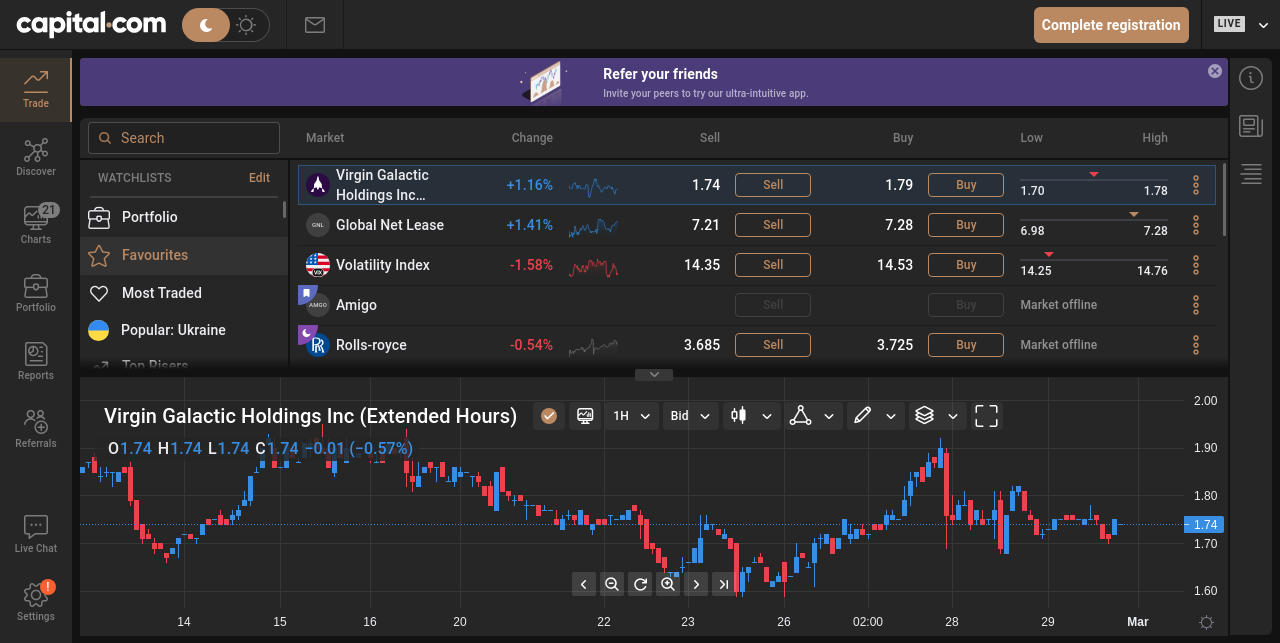 capital.com
Complete registration
LIVE
Refer your friends
Invite your peers to try our ultra-intuitive app.
Trade
Discover
21
Charts
Portfolio
Reports
Referrals
Live Chat
!
Settings
Search
Market Change Sell Buy Low High
WATCHLISTS Edit
Portfolio
Favourites
Most Traded
Popular: Ukraine
Top Risers
Virgin Galactic
Holdings Inc… +1.16% 1.74 Sell 1.79 Buy 1.70 1.78
GNL Global Net Lease +1.41% 7.21 Sell 7.28 Buy 6.98 7.28
VIX Volatility Index -1.58% 14.35 Sell 14.53 Buy 14.25 14.76
AMIGO Amigo Sell Buy Market offline
Rolls-royce -0.54% 3.685 Sell 3.725 Buy Market offline
Virgin Galactic Holdings Inc (Extended Hours) 1H Bid
O1.74 H1.74 L1.74 C1.74 −0.01 (−0.57%)
2.00
1.90
1.80
1.74
1.70
1.60
14 15 16 20 22 23 26 02:00 28 29 Mar